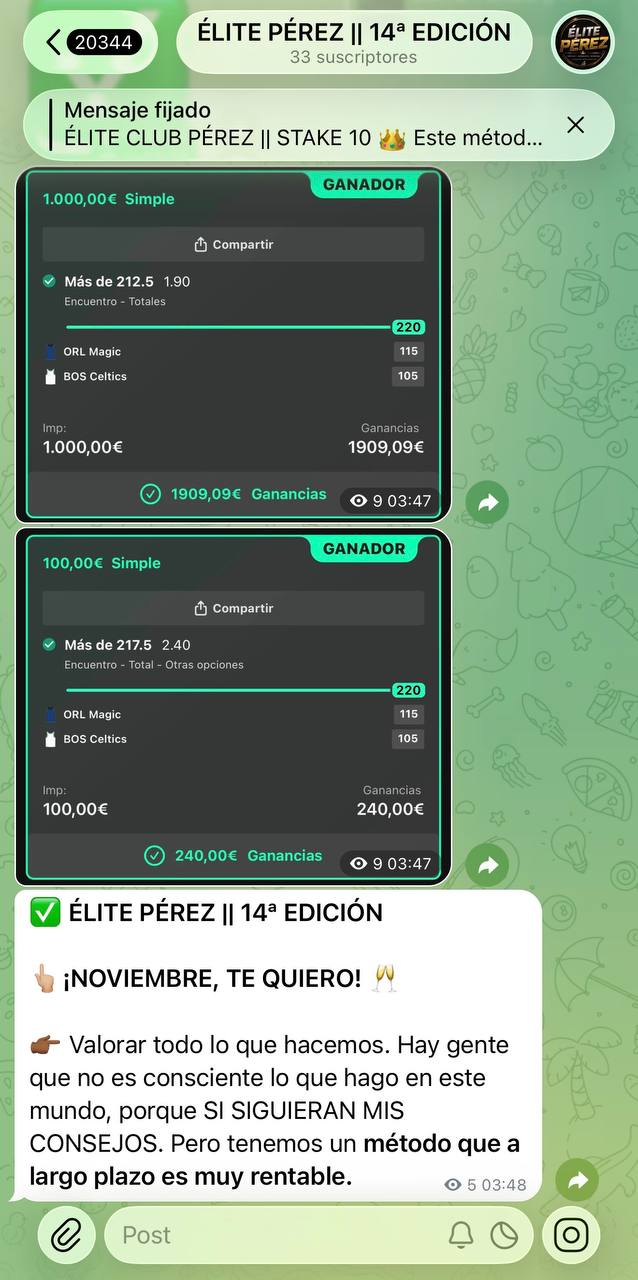 20344
ÉLITE PÉREZ || 14ª EDICIÓN
33 suscriptores
ÉLITE
PÉREZ
Mensaje fijado
ÉLITE CLUB PÉREZ || STAKE 10 👑 Este métod...
GANADOR
1.000,00€ Simple
Compartir
Más de 212.5 1.90
Encuentro - Totales
220
ORL Magic 115
BOS Celtics 105
Imp: Ganancias
1.000,00€ 1909,09€
1909,09€ Ganancias
9 03:47
GANADOR
100,00€ Simple
Compartir
Más de 217.5 2.40
Encuentro - Total - Otras opciones
220
ORL Magic 115
BOS Celtics 105
Imp: Ganancias
100,00€ 240,00€
240,00€ Ganancias
9 03:47
✅ ÉLITE PÉREZ || 14ª EDICIÓN
👆🏼 ¡NOVIEMBRE, TE QUIERO! 🥂
👉🏾 Valorar todo lo que hacemos. Hay gente
que no es consciente lo que hago en este
mundo, porque SI SIGUIERAN MIS
CONSEJOS. Pero tenemos un método que a
largo plazo es muy rentable.
5 03:48
Post